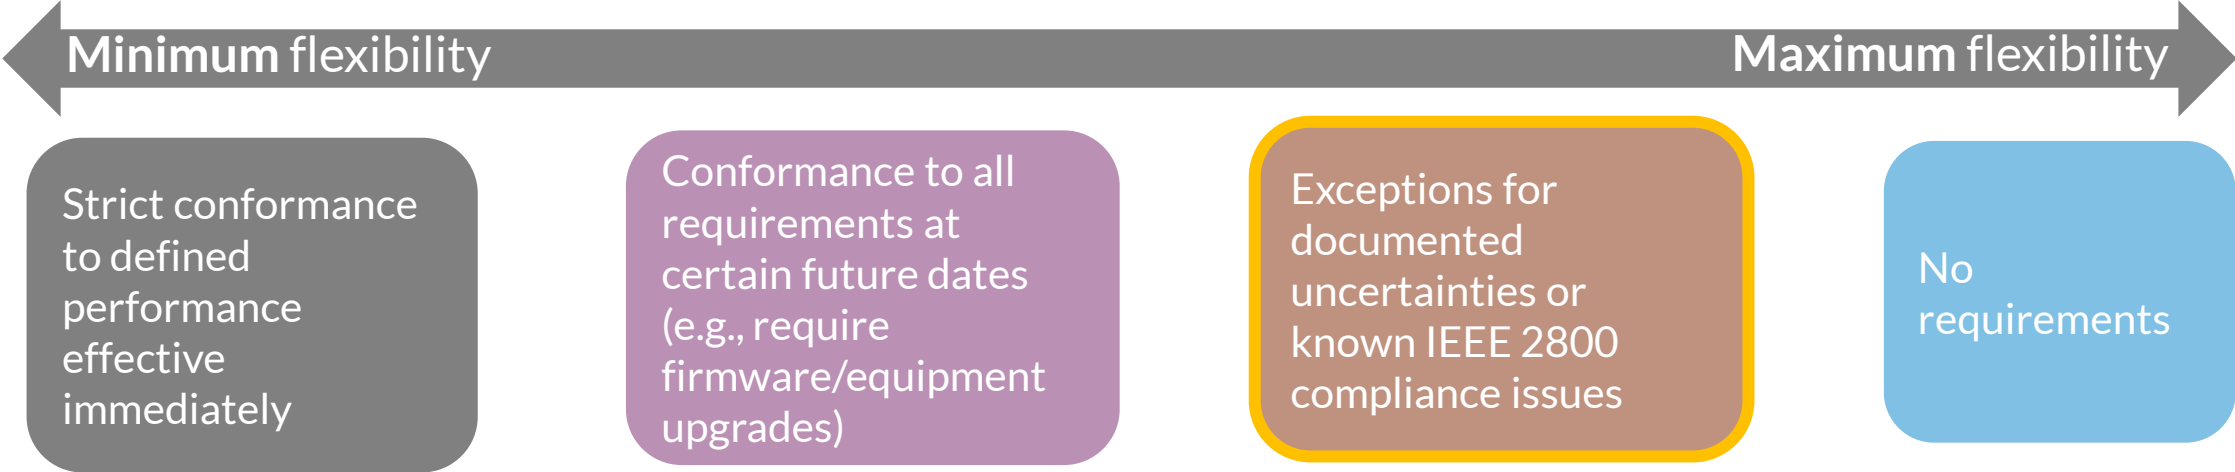 Minimum flexibility
Maximum flexibility
Strict conformance
to defined
performance
effective
immediately
Conformance to all
requirements at
certain future dates
(e.g., require
firmware/equipment
upgrades)
Exceptions for
documented
uncertainties or
known IEEE 2800
compliance issues
No
requirements